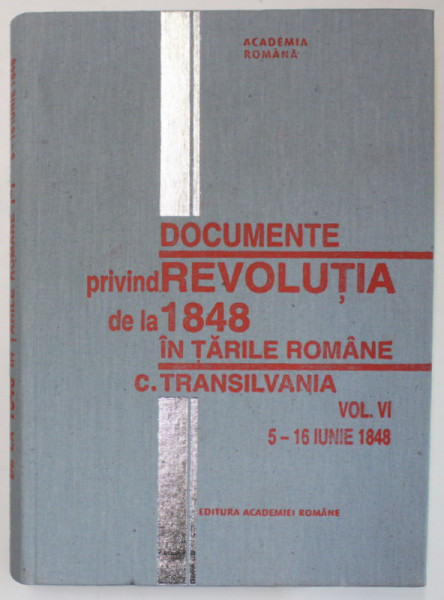 ACADEMIA
ROMÂNĂ
DOCUMENTE
privind REVOLUȚIA
de la 1848
ÎN ȚĂRILE ROMÂNE
C. TRANSILVANIA
VOL. VI
5 – 16 IUNIE 1848
EDITURA ACADEMIEI ROMÂNE